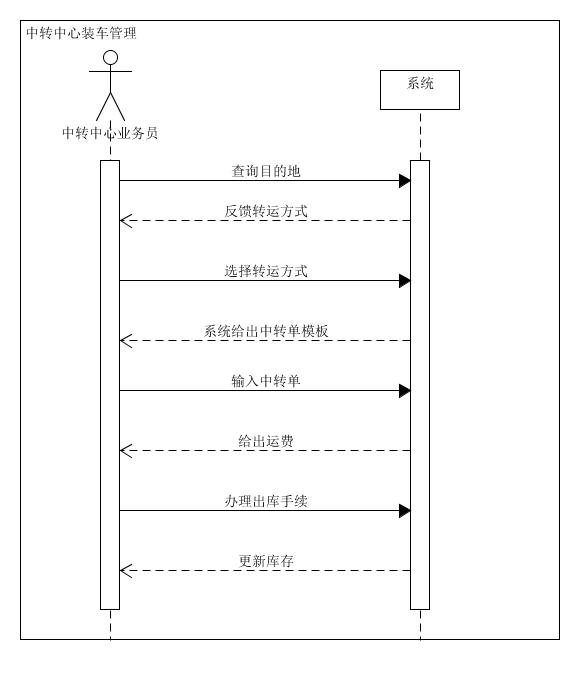 中转中心装车管理
系统
中转中心业务员
查询目的地
反馈转运方式
选择转运方式
系统给出中转单模板
输入中转单
给出运费
办理出库手续
更新库存